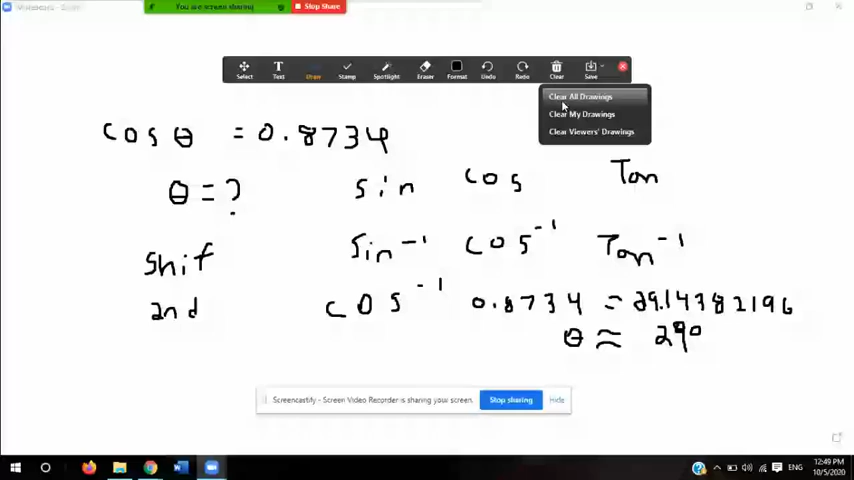 You are screen sharing Stop Share
Select Text Draw Stamp Spotlight Eraser Format Undo Redo Clear Save
Clear All Drawings
Clear My Drawings
Clear Viewers' Drawings
cos θ = 0.8734
θ = ?
sin cos Tan
Shif
sin⁻¹ cos⁻¹ Tan⁻¹
and
cos⁻¹ 0.8734 = 29.14382196
θ ≈ 29°
Screencastify - Screen Video Recorder is sharing your screen. Stop sharing Hide
ENG
12:49 PM
10/5/2020